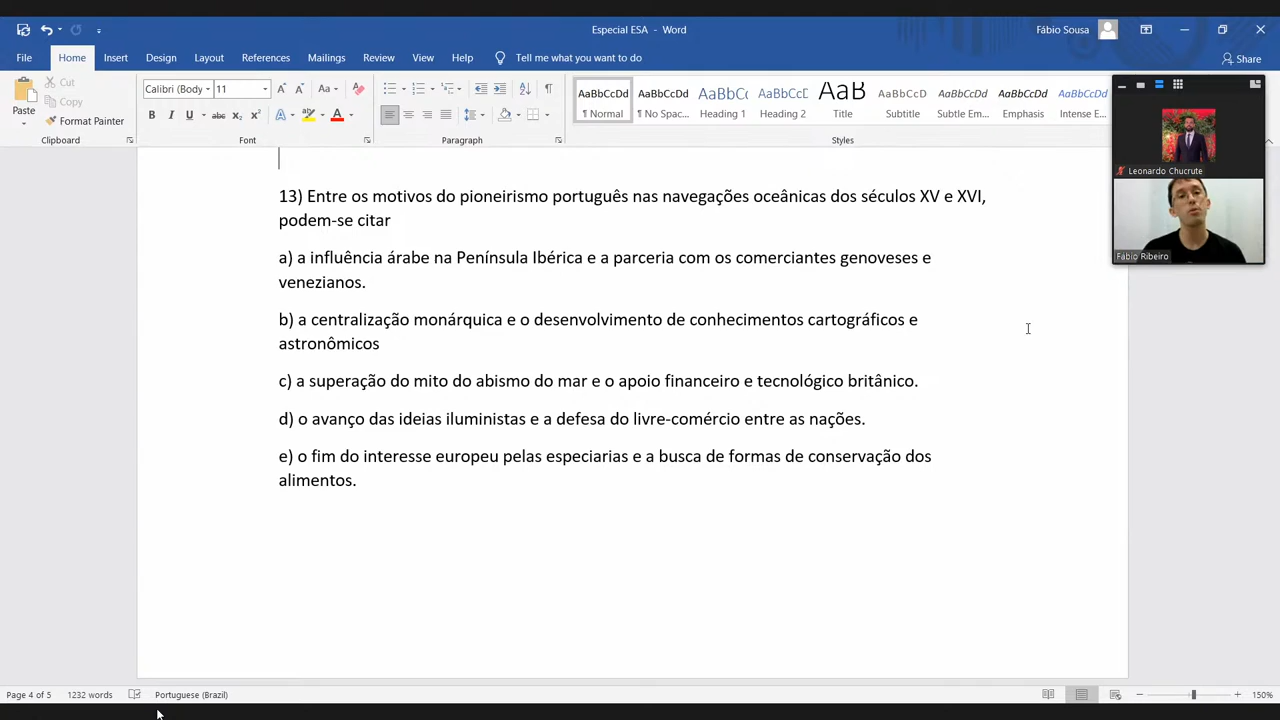 Especial ESA - Word
Fábio Sousa
File Home Insert Design Layout References Mailings Review View Help Tell me what you want to do
Share
Paste
Cut
Copy
Format Painter
Clipboard
Calibri (Body 11
Font
Paragraph
AaBbCcDd AaBbCcDd AaBbC AaBbCcE AaB AaBbCcD AaBbCcDd AaBbCcDd AaBbCcDd
¶ Normal ¶ No Spac... Heading 1 Heading 2 Title Subtitle Subtle Em... Emphasis Intense E...
Styles
Leonardo Chucrute
Fábio Ribeiro
13) Entre os motivos do pioneirismo português nas navegações oceânicas dos séculos XV e XVI,
podem-se citar
a) a influência árabe na Península Ibérica e a parceria com os comerciantes genoveses e
venezianos.
b) a centralização monárquica e o desenvolvimento de conhecimentos cartográficos e
astronômicos
c) a superação do mito do abismo do mar e o apoio financeiro e tecnológico britânico.
d) o avanço das ideias iluministas e a defesa do livre-comércio entre as nações.
e) o fim do interesse europeu pelas especiarias e a busca de formas de conservação dos
alimentos.
Page 4 of 5 1232 words Portuguese (Brazil) 150%